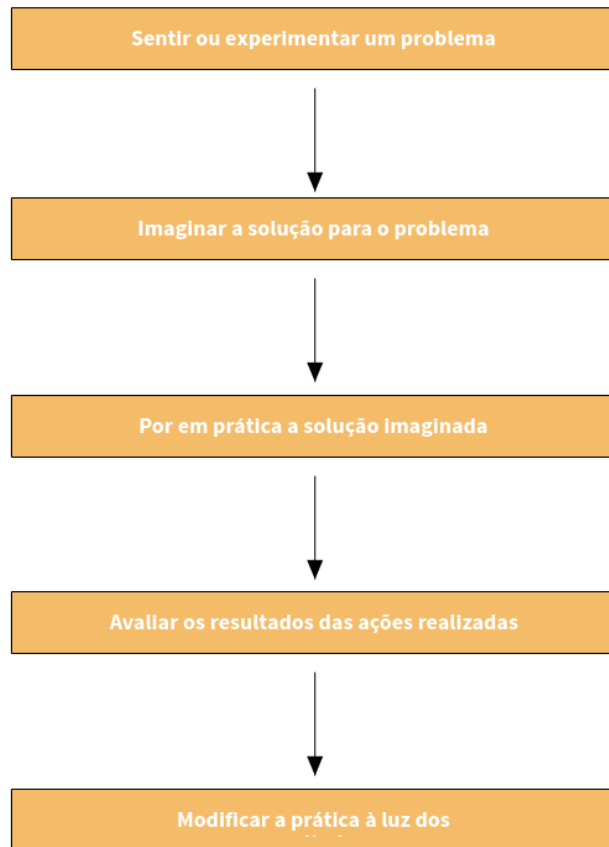 Sentir ou experimentar um problema
Imaginar a solução para o problema
Por em prática a solução imaginada
Avaliar os resultados das ações realizadas
Modificar a prática à luz dos